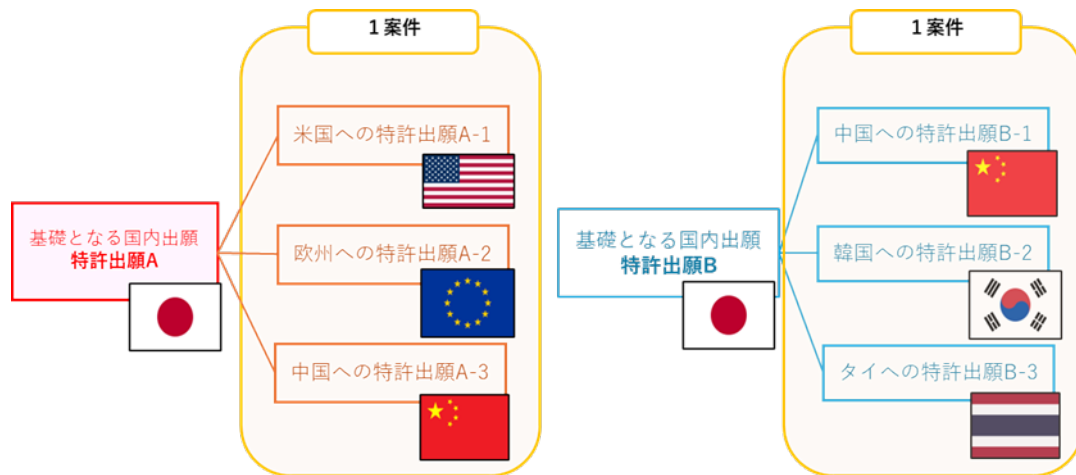 1案件
米国への特許出願A-1
基礎となる国内出願
特許出願A
欧州への特許出願A-2
中国への特許出願A-3
1案件
中国への特許出願B-1
基礎となる国内出願
特許出願B
韓国への特許出願B-2
タイへの特許出願B-3